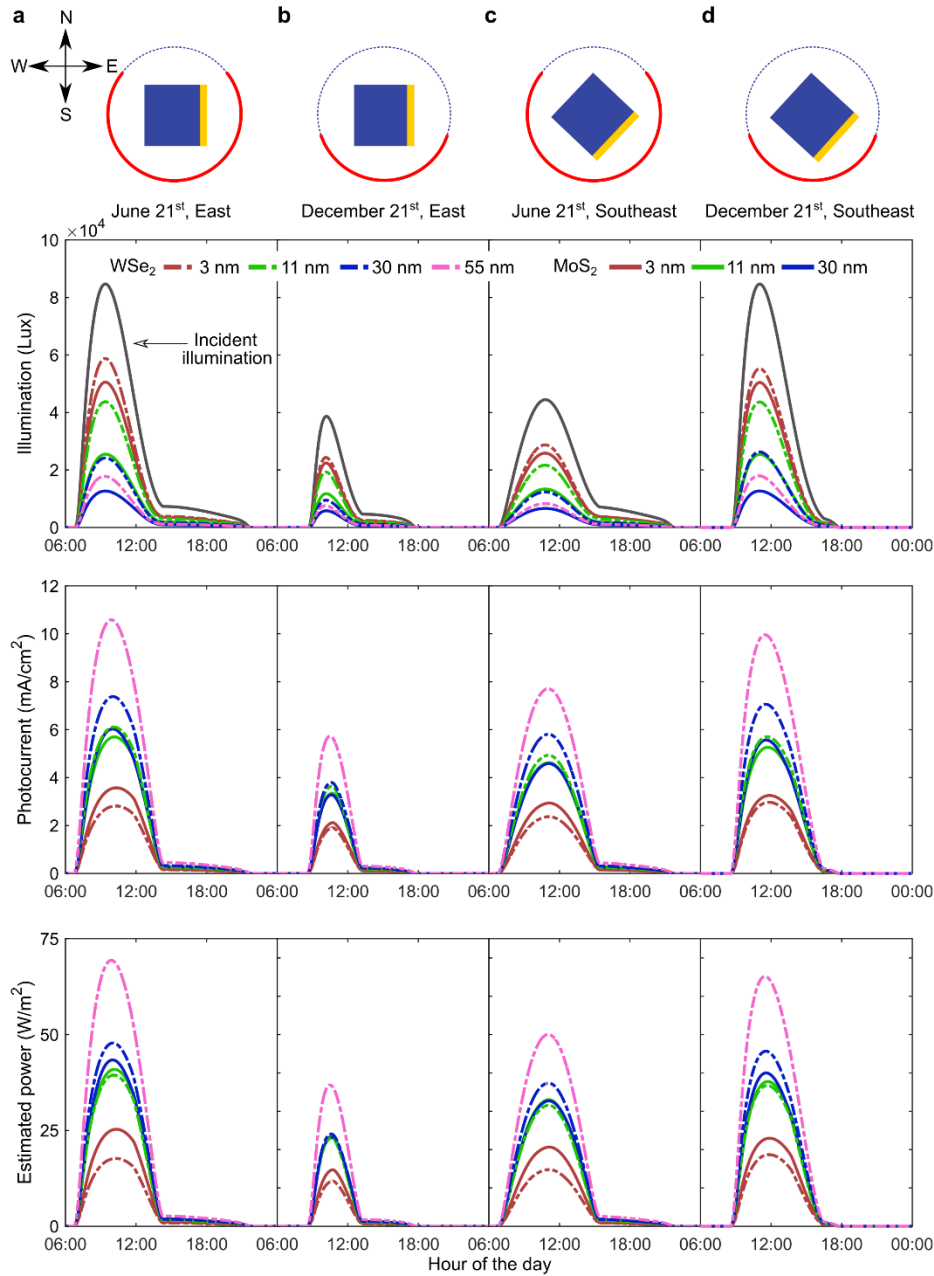 a b c d
N
W E
S
June 21st, East December 21st, East June 21st, Southeast December 21st, Southeast
×10⁴
Illumination (Lux)
10
8
6
4
2
0
WSe₂ 3 nm 11 nm 30 nm 55 nm MoS₂ 3 nm 11 nm 30 nm
Incident
illumination
06:00 12:00 18:00 06:00 12:00 18:00 06:00 12:00 18:00 06:00 12:00 18:00 00:00
Photocurrent (mA/cm²)
12
10
8
6
4
2
0
06:00 12:00 18:00 06:00 12:00 18:00 06:00 12:00 18:00 06:00 12:00 18:00 00:00
Estimated power (W/m²)
75
50
25
0
06:00 12:00 18:00 06:00 12:00 18:00 06:00 12:00 18:00 06:00 12:00 18:00 00:00
Hour of the day